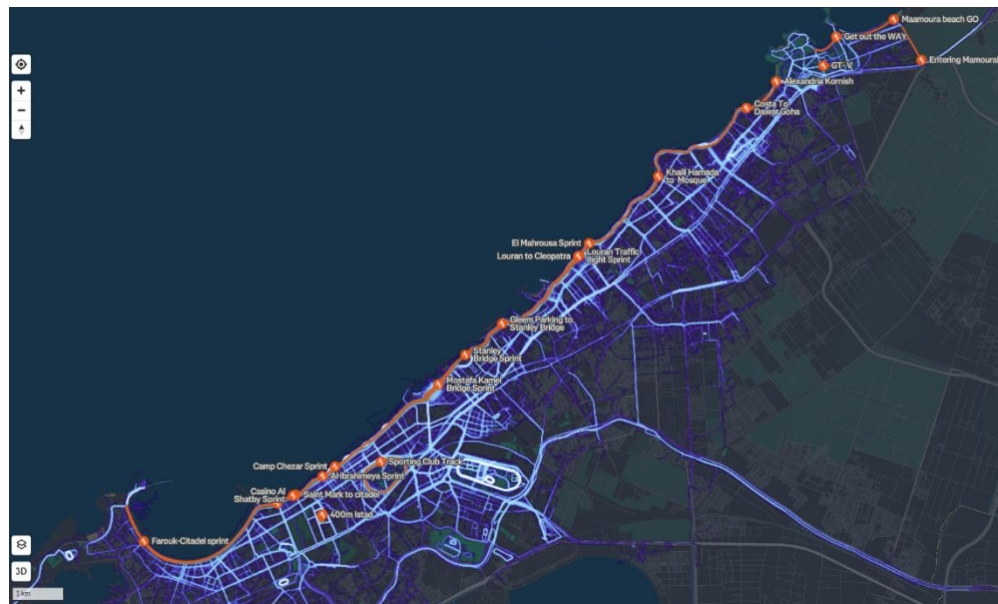 Maamoura beach GO
Get out the WAY
Entering Mamoura
GT- V
Alexandria Kornish
Costa To
Dawar Goha
Khalil Hamada
to Mosque
El Mahrousa Sprint
Louran to Cleopatra
Louran Traffic
light Sprint
Gleem Parking to
Stanley Bridge
Stanley
Bridge Sprint
Mostafa Kamel
Bridge Sprint
Camp Chezar Sprint
Sporting Club Track
Al Ibrahimeya Sprint
Casino Al
Shatby Sprint
Saint Mark to citadel
400m Istad
Farouk-Citadel sprint
3D
1 km